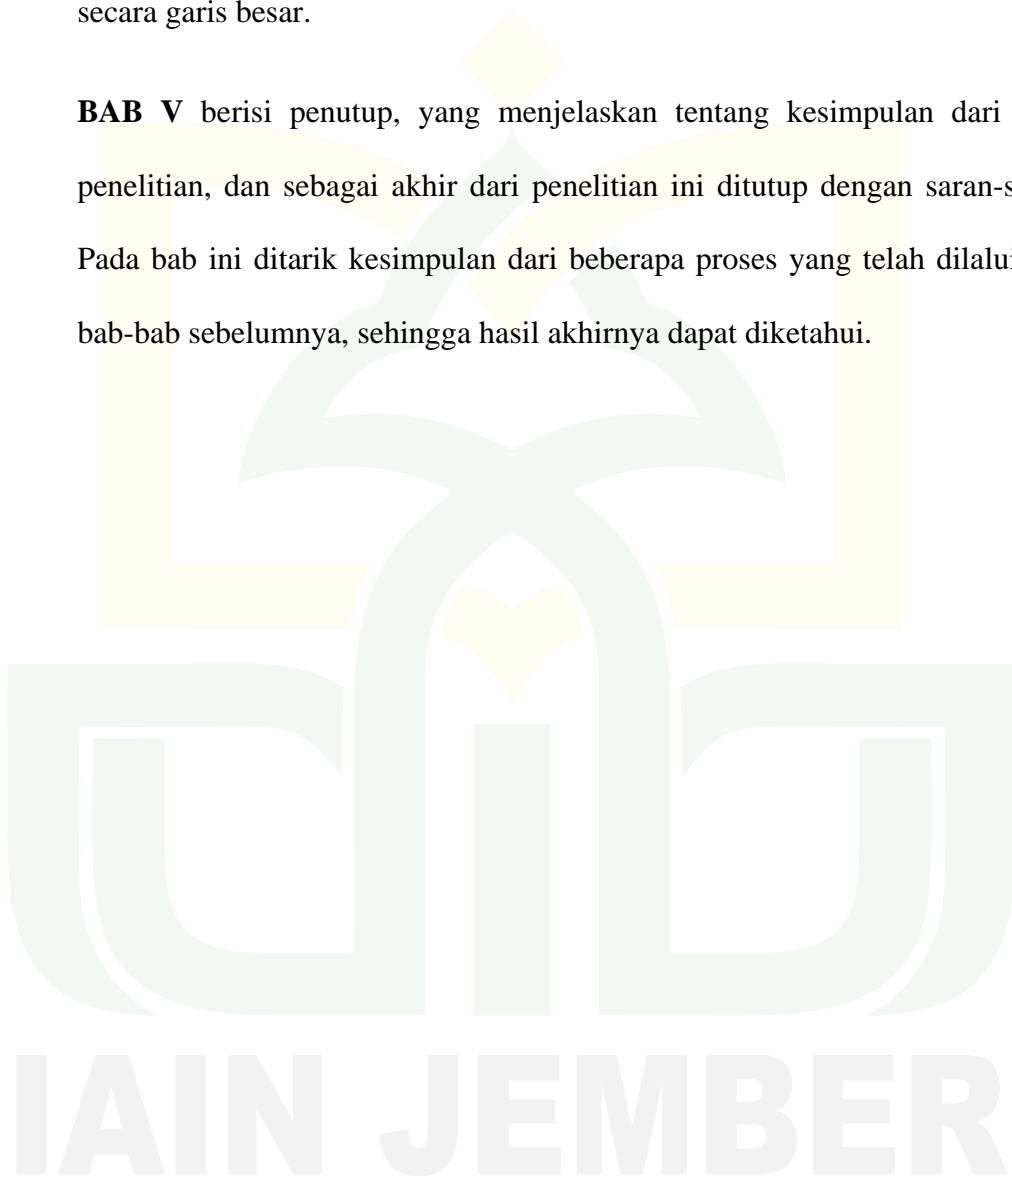 secara garis besar.
BAB V berisi penutup, yang menjelaskan tentang kesimpulan dari
penelitian, dan sebagai akhir dari penelitian ini ditutup dengan saran-s
Pada bab ini ditarik kesimpulan dari beberapa proses yang telah dilalui
bab-bab sebelumnya, sehingga hasil akhirnya dapat diketahui.
IAIN JEMBER